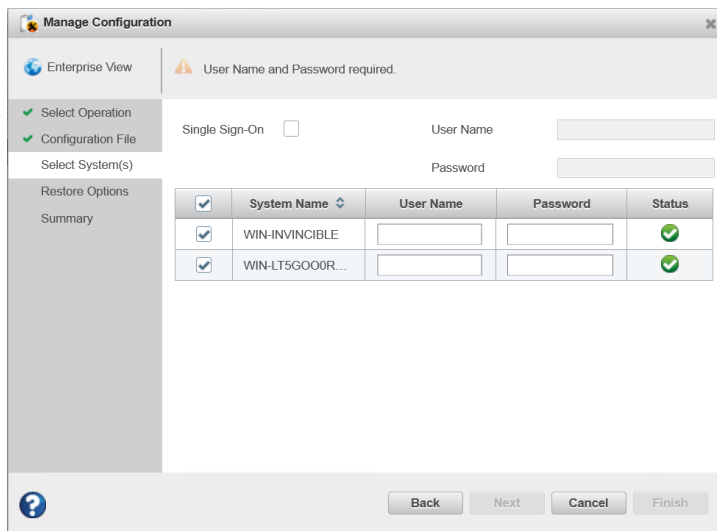 Manage Configuration
Enterprise View
User Name and Password required.
Select Operation
Configuration File
Select System(s)
Restore Options
Summary
Single Sign-On
User Name
Password
System Name User Name Password Status
WIN-INVINCIBLE
WIN-LT5GOO0R...
?
Back Next Cancel Finish